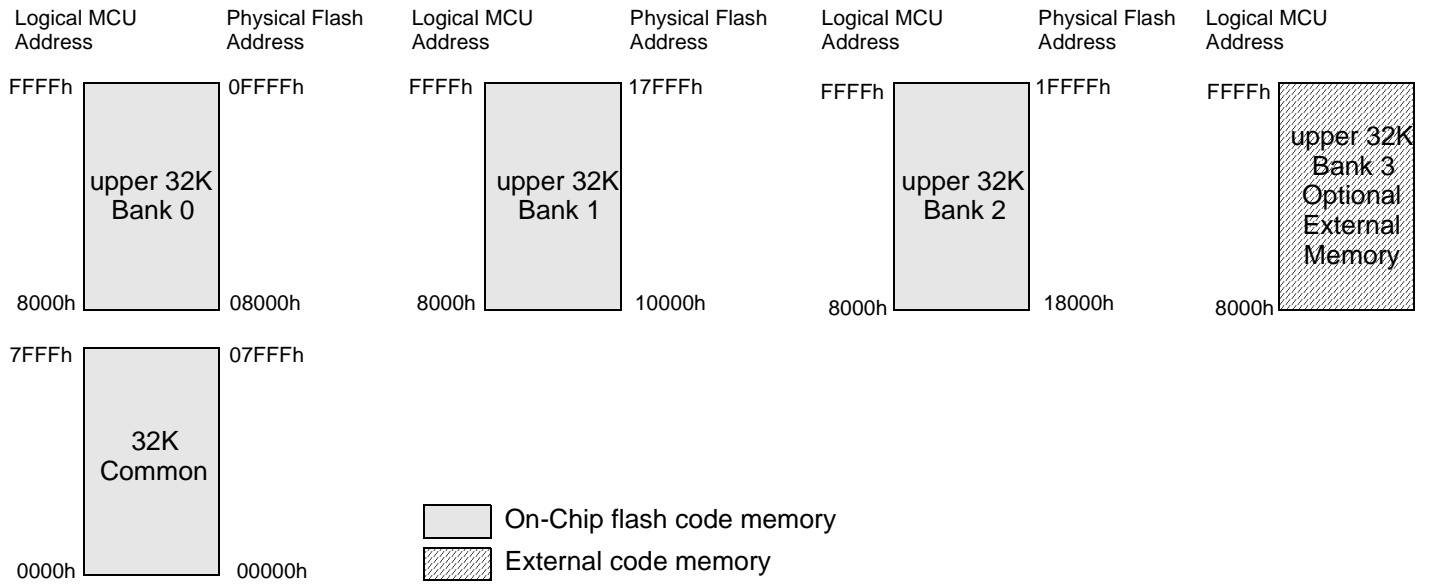 Logical MCU
Address
Physical Flash
Address
Logical MCU
Address
Physical Flash
Address
Logical MCU
Address
Physical Flash
Address
Logical MCU
Address
FFFFh
0FFFFh
upper 32K
Bank 0
8000h
08000h
FFFFh
17FFFh
upper 32K
Bank 1
8000h
10000h
FFFFh
1FFFFh
upper 32K
Bank 2
8000h
18000h
FFFFh
upper 32K
Bank 3
Optional
External
Memory
8000h
7FFFh
07FFFh
32K
Common
0000h
00000h
On-Chip flash code memory
External code memory